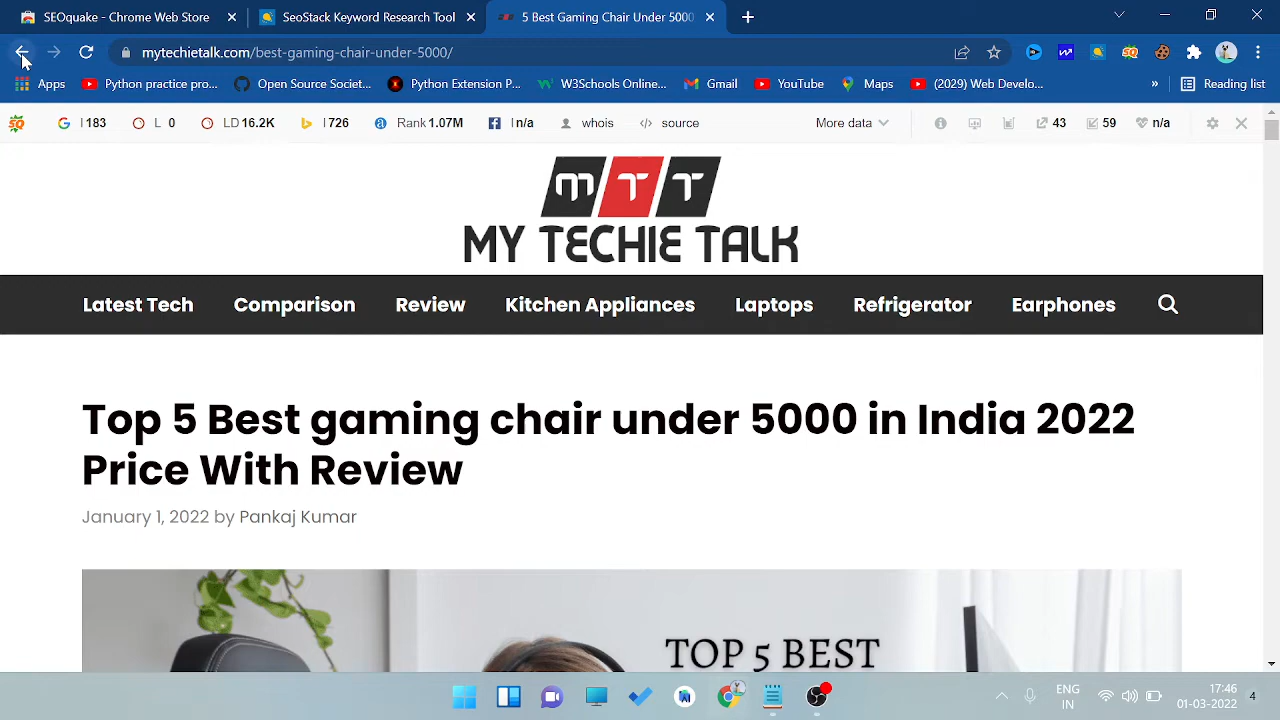 SEOquake - Chrome Web Store
SeoStack Keyword Research Tool
5 Best Gaming Chair Under 5000
mytechietalk.com/best-gaming-chair-under-5000/
Apps
Python practice pro...
Open Source Societ...
Python Extension P...
W3Schools Online...
Gmail
YouTube
Maps
(2029) Web Develo...
»
Reading list
SQ
I 183
L 0
LD 16.2K
I 726
Rank 1.07M
I n/a
whois
source
More data
43
59
n/a
MTT
MY TECHIE TALK
Latest Tech
Comparison
Review
Kitchen Appliances
Laptops
Refrigerator
Earphones
Top 5 Best gaming chair under 5000 in India 2022
Price With Review
January 1, 2022 by Pankaj Kumar
TOP 5 BEST
ENG
IN
17:46
01-03-2022
4